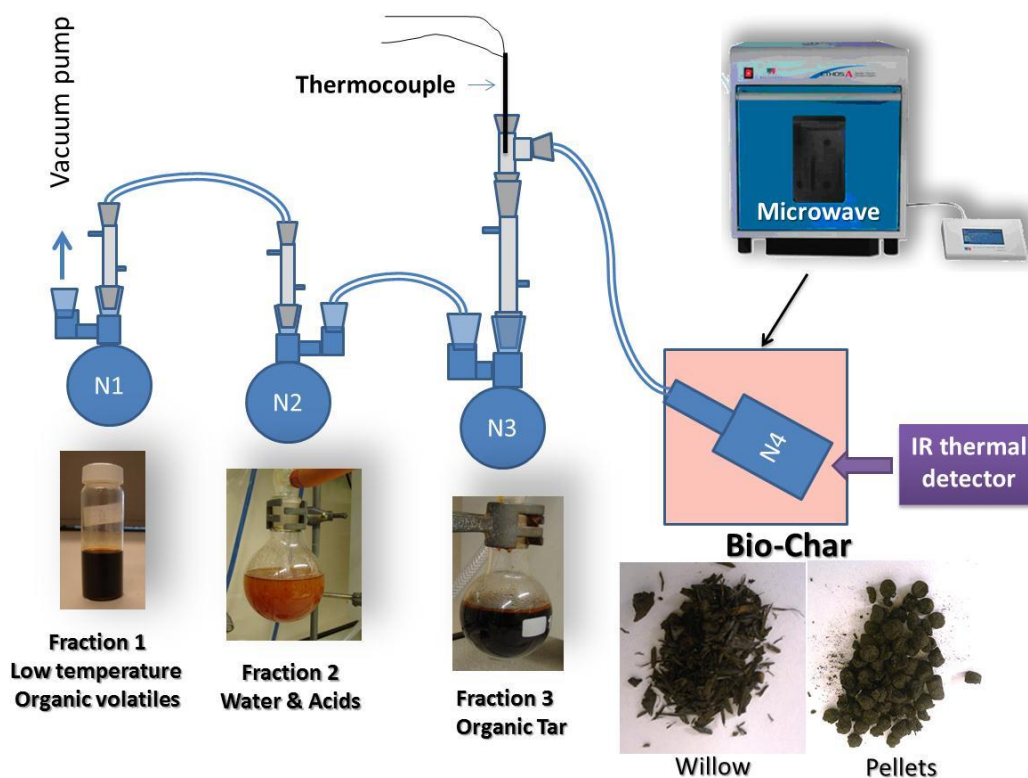 Vacuum pump
Thermocouple
ETHOS A
Microwave
N1
N2
N3
N4
IR thermal
detector
Bio-Char
Fraction 1
Low temperature
Organic volatiles
Fraction 2
Water & Acids
Fraction 3
Organic Tar
Willow
Pellets